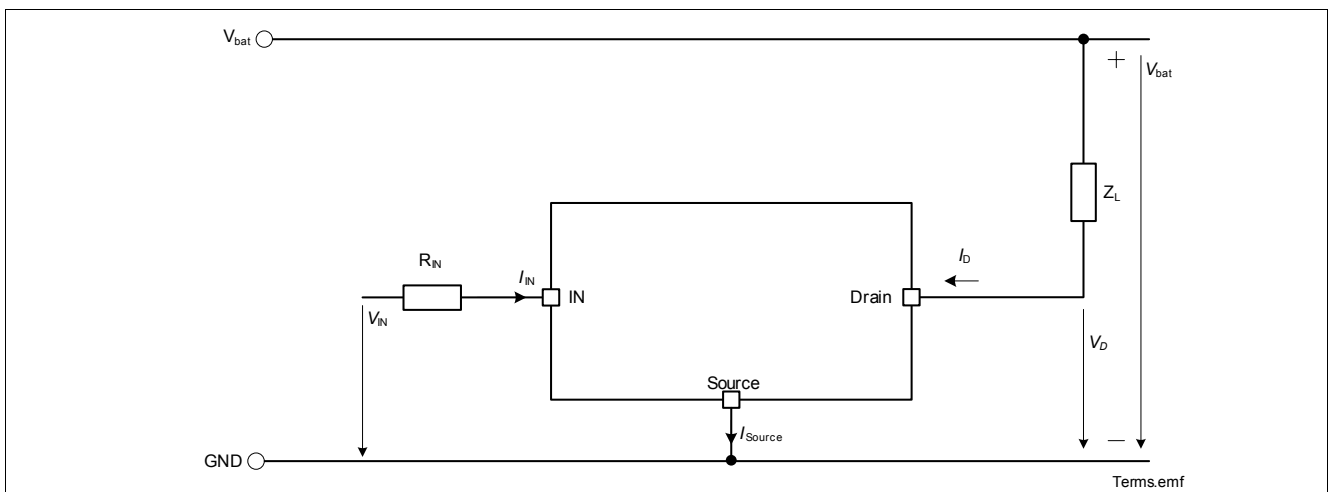 Vbat
+
Vbat
ZL
RIN
IIN
ID
IN
Drain
VIN
VD
Source
ISource
GND
Terms.emf